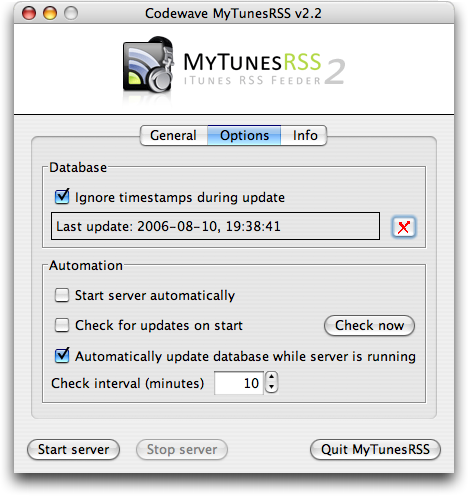 Codewave MyTunesRSS v2.2
MyTunesRSS
iTunes RSS Feeder 2
General Options Info
Database
Ignore timestamps during update
Last update: 2006-08-10, 19:38:41
Automation
Start server automatically
Check for updates on start Check now
Automatically update database while server is running
Check interval (minutes) 10
Start server Stop server Quit MyTunesRSS